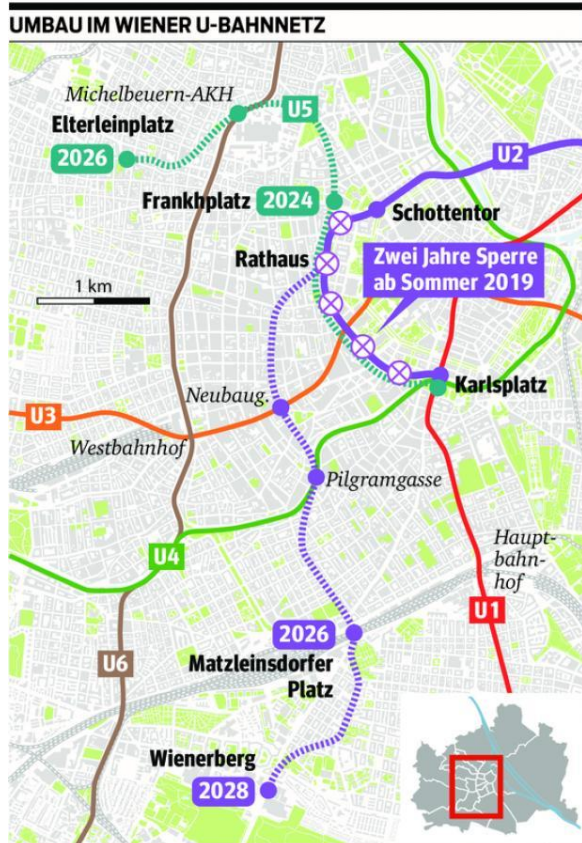 UMBAU IM WIENER U-BAHNNETZ
Michelbeuern-AKH
U5
Elterleinplatz
2026
U2
Frankhplatz 2024
Schottentor
Rathaus
Zwei Jahre Sperre
ab Sommer 2019
1 km
Neubaug.
Karlsplatz
U3
Westbahnhof
Pilgramgasse
U4
Haupt-
bahn-
hof
U1
2026
U6
Matzleinsdorfer
Platz
Wienerberg
2028